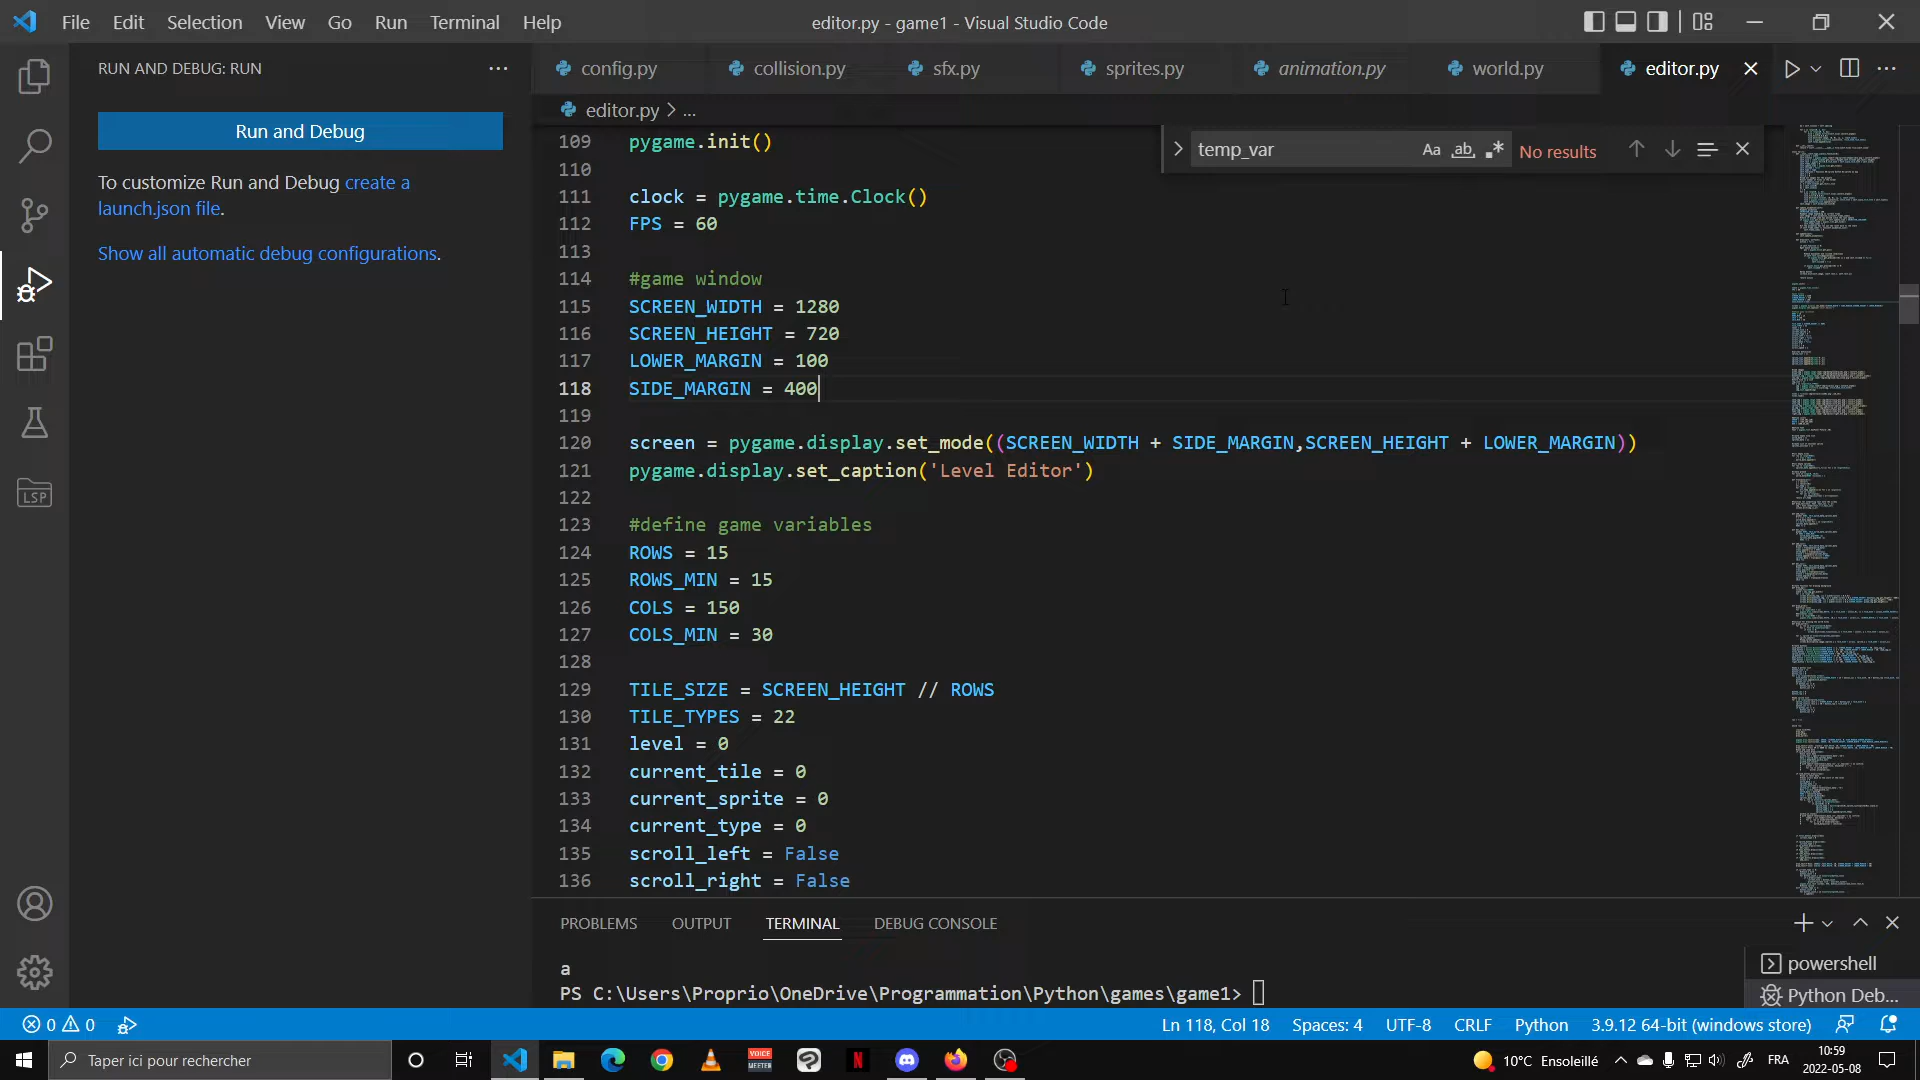 File Edit Selection View Go Run Terminal Help
editor.py - game1 - Visual Studio Code
RUN AND DEBUG: RUN
config.py
collision.py
sfx.py
sprites.py
animation.py
world.py
editor.py
Run and Debug
To customize Run and Debug create a
launch.json file.
Show all automatic debug configurations.
editor.py > ...
temp_var
Aa ab .*
No results
109 pygame.init()
110
111 clock = pygame.time.Clock()
112 FPS = 60
113
114 #game window
115 SCREEN_WIDTH = 1280
116 SCREEN_HEIGHT = 720
117 LOWER_MARGIN = 100
118 SIDE_MARGIN = 400
119
120 screen = pygame.display.set_mode((SCREEN_WIDTH + SIDE_MARGIN,SCREEN_HEIGHT + LOWER_MARGIN))
121 pygame.display.set_caption('Level Editor')
122
123 #define game variables
124 ROWS = 15
125 ROWS_MIN = 15
126 COLS = 150
127 COLS_MIN = 30
128
129 TILE_SIZE = SCREEN_HEIGHT // ROWS
130 TILE_TYPES = 22
131 level = 0
132 current_tile = 0
133 current_sprite = 0
134 current_type = 0
135 scroll_left = False
136 scroll_right = False
LSP
PROBLEMS OUTPUT TERMINAL DEBUG CONSOLE
a
PS C:\Users\Proprio\OneDrive\Programmation\Python\games\game1>
powershell
Python Deb...
0 0
Ln 118, Col 18 Spaces: 4 UTF-8 CRLF Python 3.9.12 64-bit (windows store)
Taper ici pour rechercher
VOICE
MEETER
N
10°C Ensoleillé
FRA
10:59
2022-05-08